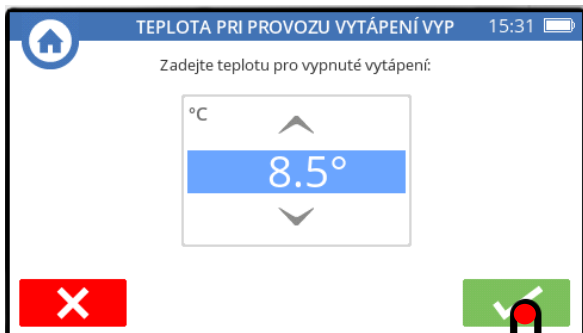 TEPLOTA PRI PROVOZU VYTÁPENÍ VYP 15:31
Zadejte teplotu pro vypnuté vytápení:
°C
8.5°